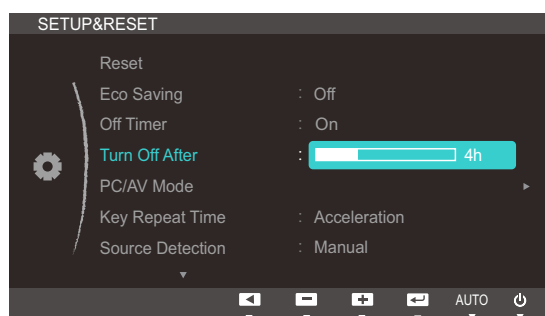 SETUP&RESET
Reset
Eco Saving : Off
Off Timer : On
Turn Off After : 4h
PC/AV Mode
Key Repeat Time : Acceleration
Source Detection : Manual
AUTO